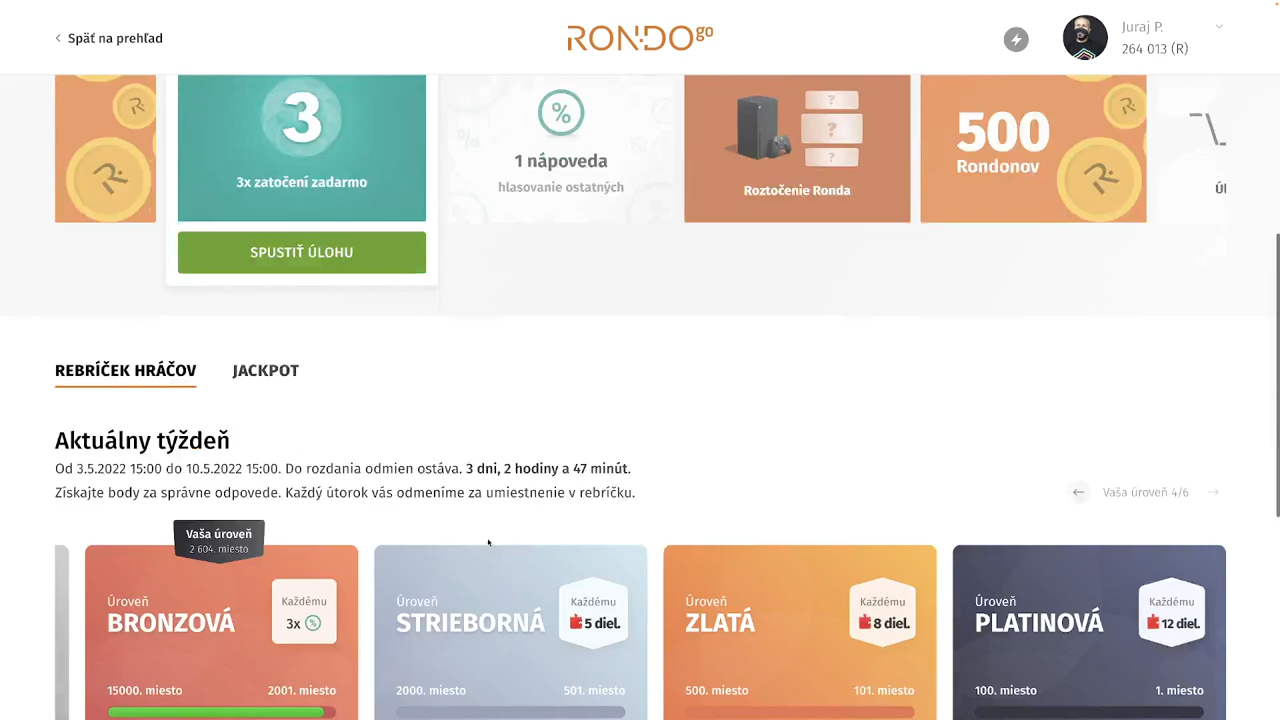 Späť na prehľad
RONDO go
Juraj P.
264 013 (R)
3
3x zatočení zadarmo
SPUSTIŤ ÚLOHU
%
1 nápoveda
hlasovanie ostatných
?
?
?
Roztočenie Ronda
500
Rondonov
REBRÍČEK HRÁČOV
JACKPOT
Aktuálny týždeň
Od 3.5.2022 15:00 do 10.5.2022 15:00. Do rozdania odmien ostáva. 3 dni, 2 hodiny a 47 minút.
Získajte body za správne odpovede. Každý útorok vás odmeníme za umiestnenie v rebríčku.
Vaša úroveň 4/6
Vaša úroveň
2 604. miesto
Úroveň
BRONZOVÁ
Každému
3x %
15000. miesto
2001. miesto
Úroveň
STRIEBORNÁ
Každému
5 diel.
2000. miesto
501. miesto
Úroveň
ZLATÁ
Každému
8 diel.
500. miesto
101. miesto
Úroveň
PLATINOVÁ
Každému
12 diel.
100. miesto
1. miesto